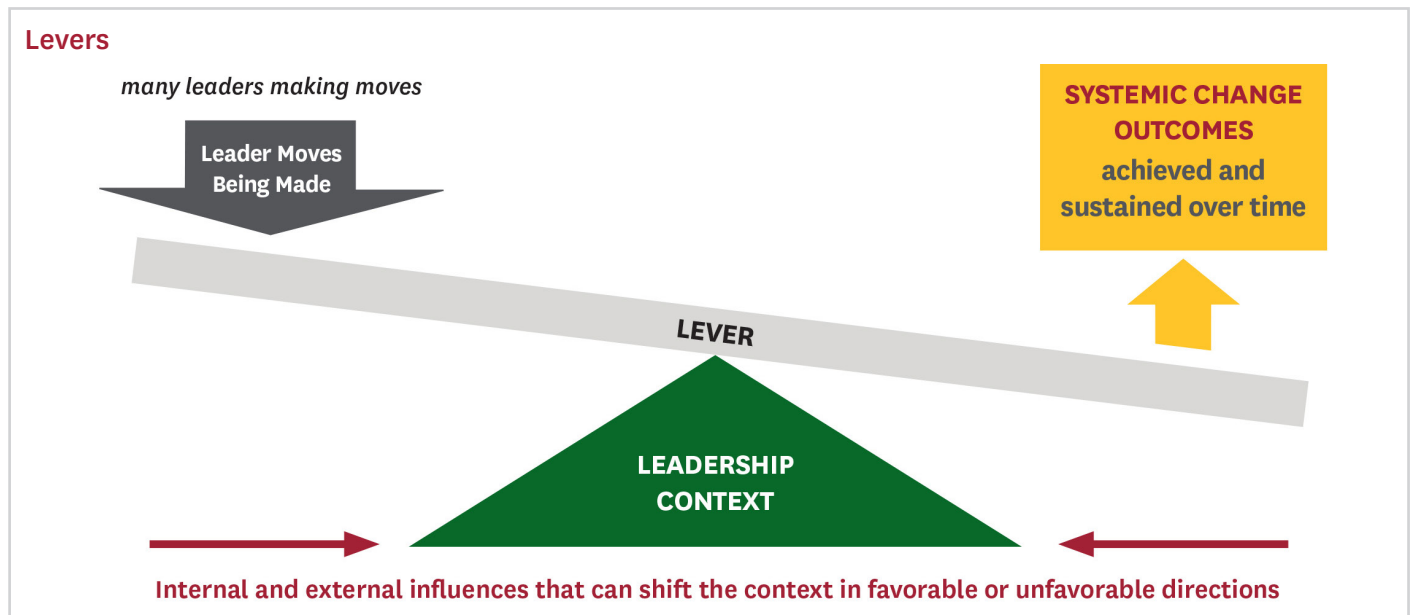 Levers
many leaders making moves
Leader Moves
Being Made
SYSTEMIC CHANGE
OUTCOMES
achieved and
sustained over time
LEVER
LEADERSHIP
CONTEXT
Internal and external influences that can shift the context in favorable or unfavorable directions